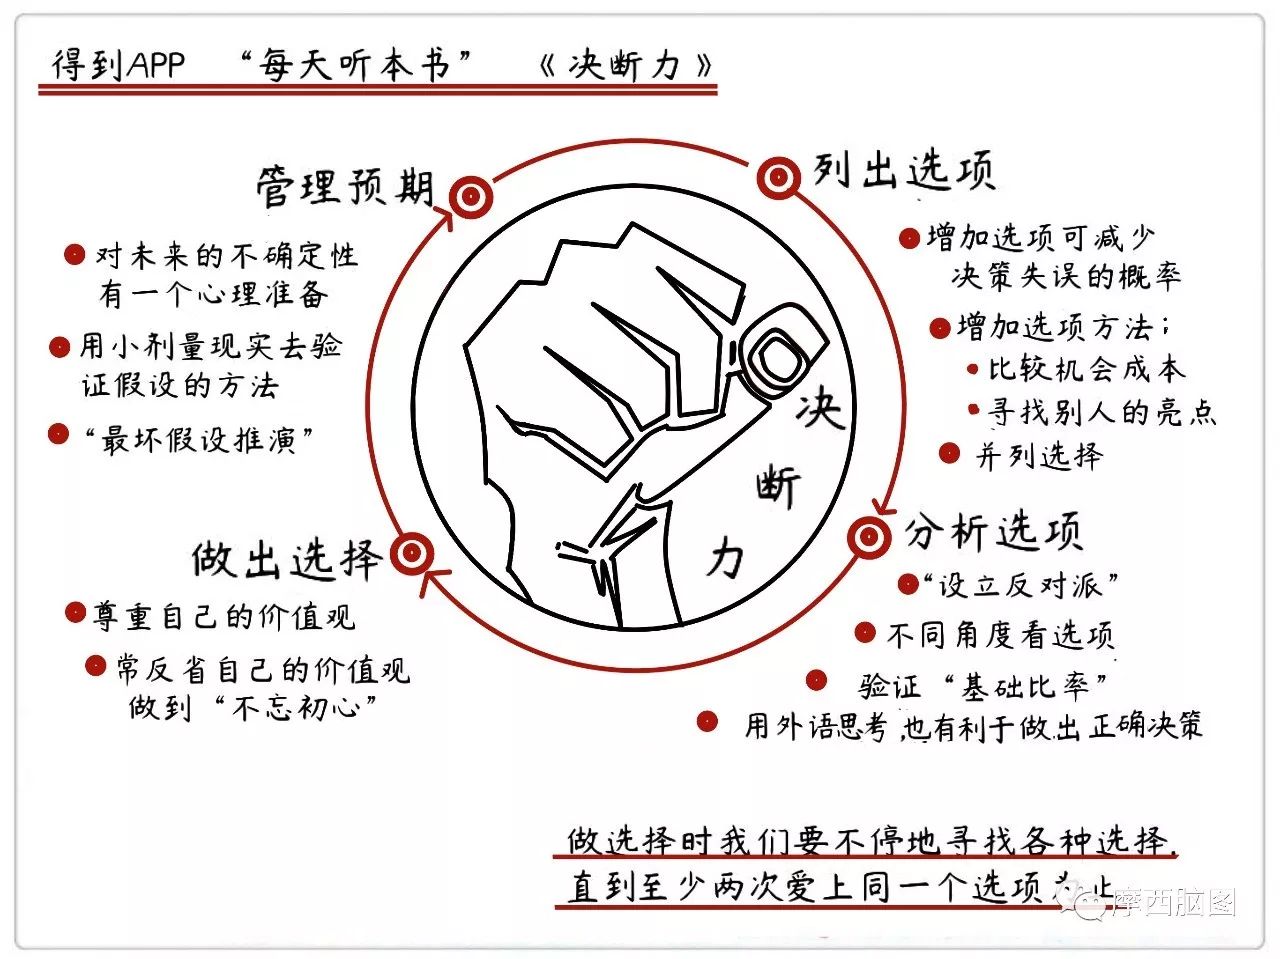 得到APP “每天听本书” 《决断力》
管理预期
对未来的不确定性
有一个心理准备
用小剂量现实去验
证假设的方法
“最坏假设推演”
列出选项
增加选项可减少
决策失误的概率
增加选项方法；
比较机会成本
寻找别人的亮点
并列选择
决
断
力
做出选择
尊重自己的价值观
常反省自己的价值观
做到“不忘初心”
分析选项
“设立反对派”
不同角度看选项
验证“基础比率”
用外语思考，也有利于做出正确决策
做选择时我们要不停地寻找各种选择，
直到至少两次爱上同一个选项为止
摩西脑图